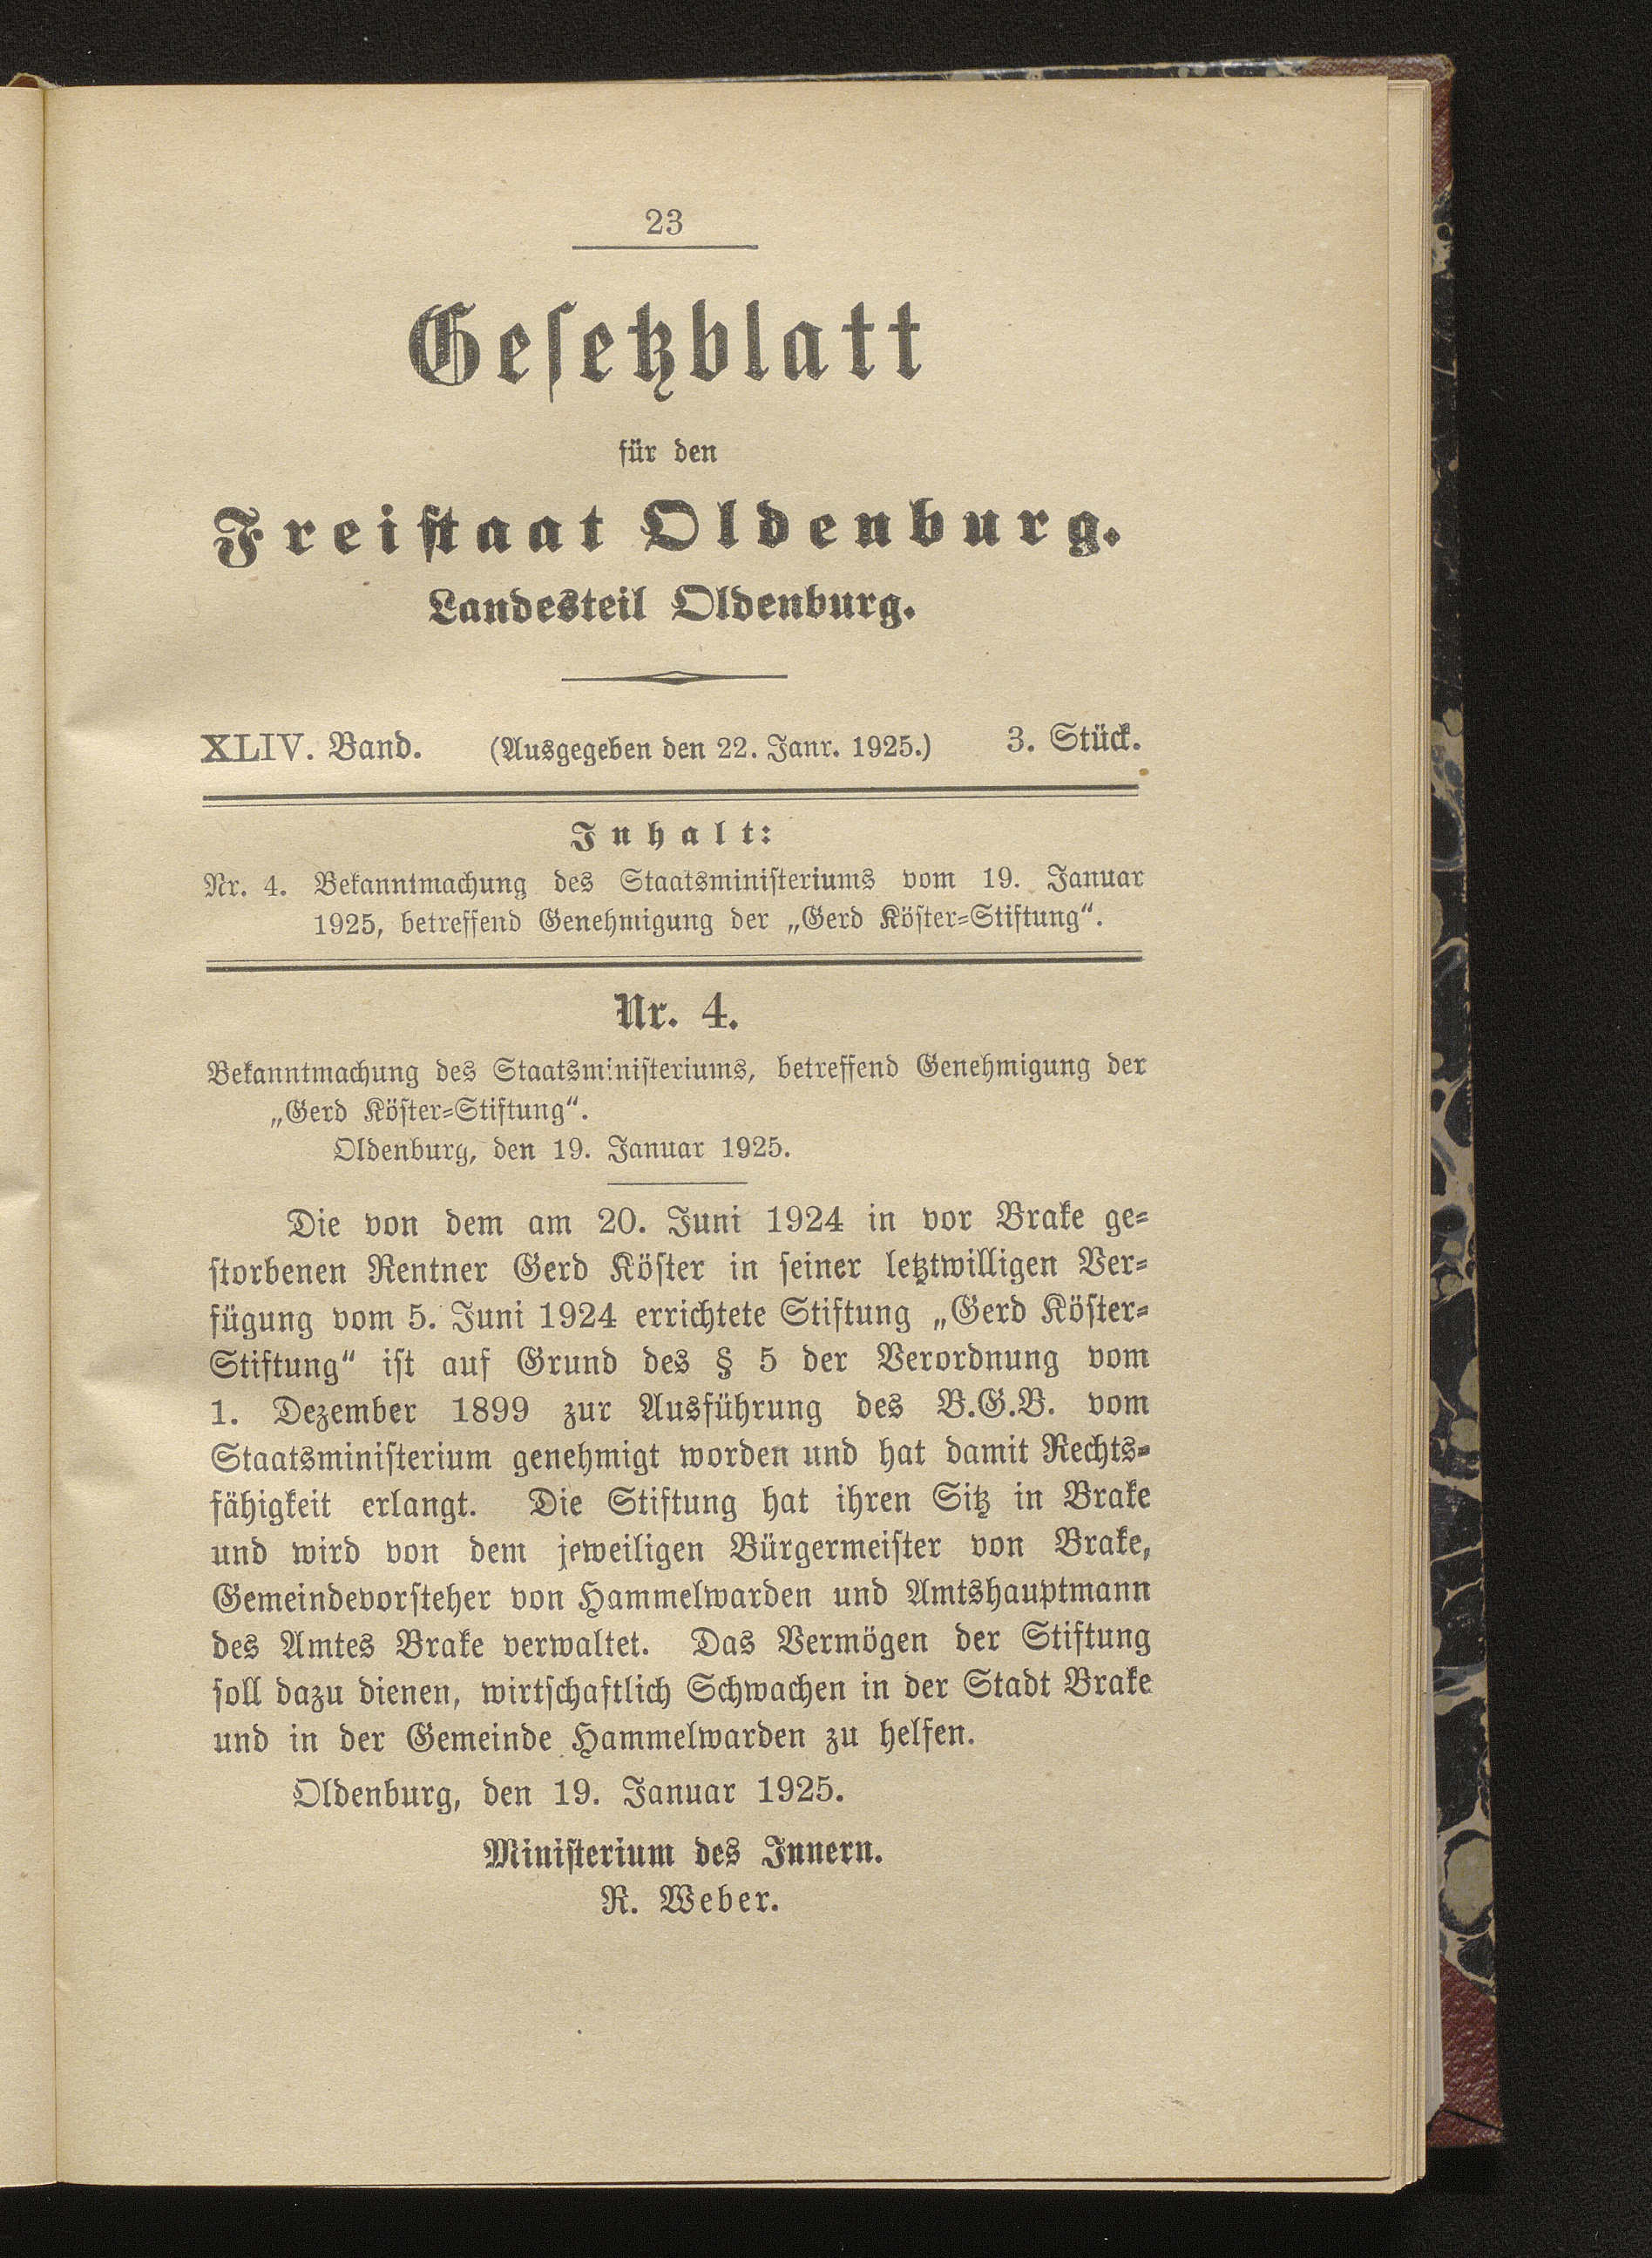 23
Gesetzblatt
für den
Freistaat Oldenburg.
Landesteil Oldenburg.
XLIV. Band. (Ausgegeben den 22. Janr. 1925.) 3. Stück.
Inhalt:
Nr. 4. Bekanntmachung des Staatsministeriums vom 19. Januar
1925, betreffend Genehmigung der „Gerd Köster-Stiftung“.
Nr. 4.
Bekanntmachung des Staatsministeriums, betreffend Genehmigung der
„Gerd Köster-Stiftung“.
Oldenburg, den 19. Januar 1925.
Die von dem am 20. Juni 1924 in vor Brake ge-
storbenen Rentner Gerd Köster in seiner letztwilligen Ver-
fügung vom 5. Juni 1924 errichtete Stiftung „Gerd Köster-
Stiftung“ ist auf Grund des § 5 der Verordnung vom
1. Dezember 1899 zur Ausführung des B.G.B. vom
Staatsministerium genehmigt worden und hat damit Rechts-
fähigkeit erlangt. Die Stiftung hat ihren Sitz in Brake
und wird von dem jeweiligen Bürgermeister von Brake,
Gemeindevorsteher von Hammelwarden und Amtshauptmann
des Amtes Brake verwaltet. Das Vermögen der Stiftung
soll dazu dienen, wirtschaftlich Schwachen in der Stadt Brake
und in der Gemeinde Hammelwarden zu helfen.
Oldenburg, den 19. Januar 1925.
Ministerium des Innern.
R. Weber.